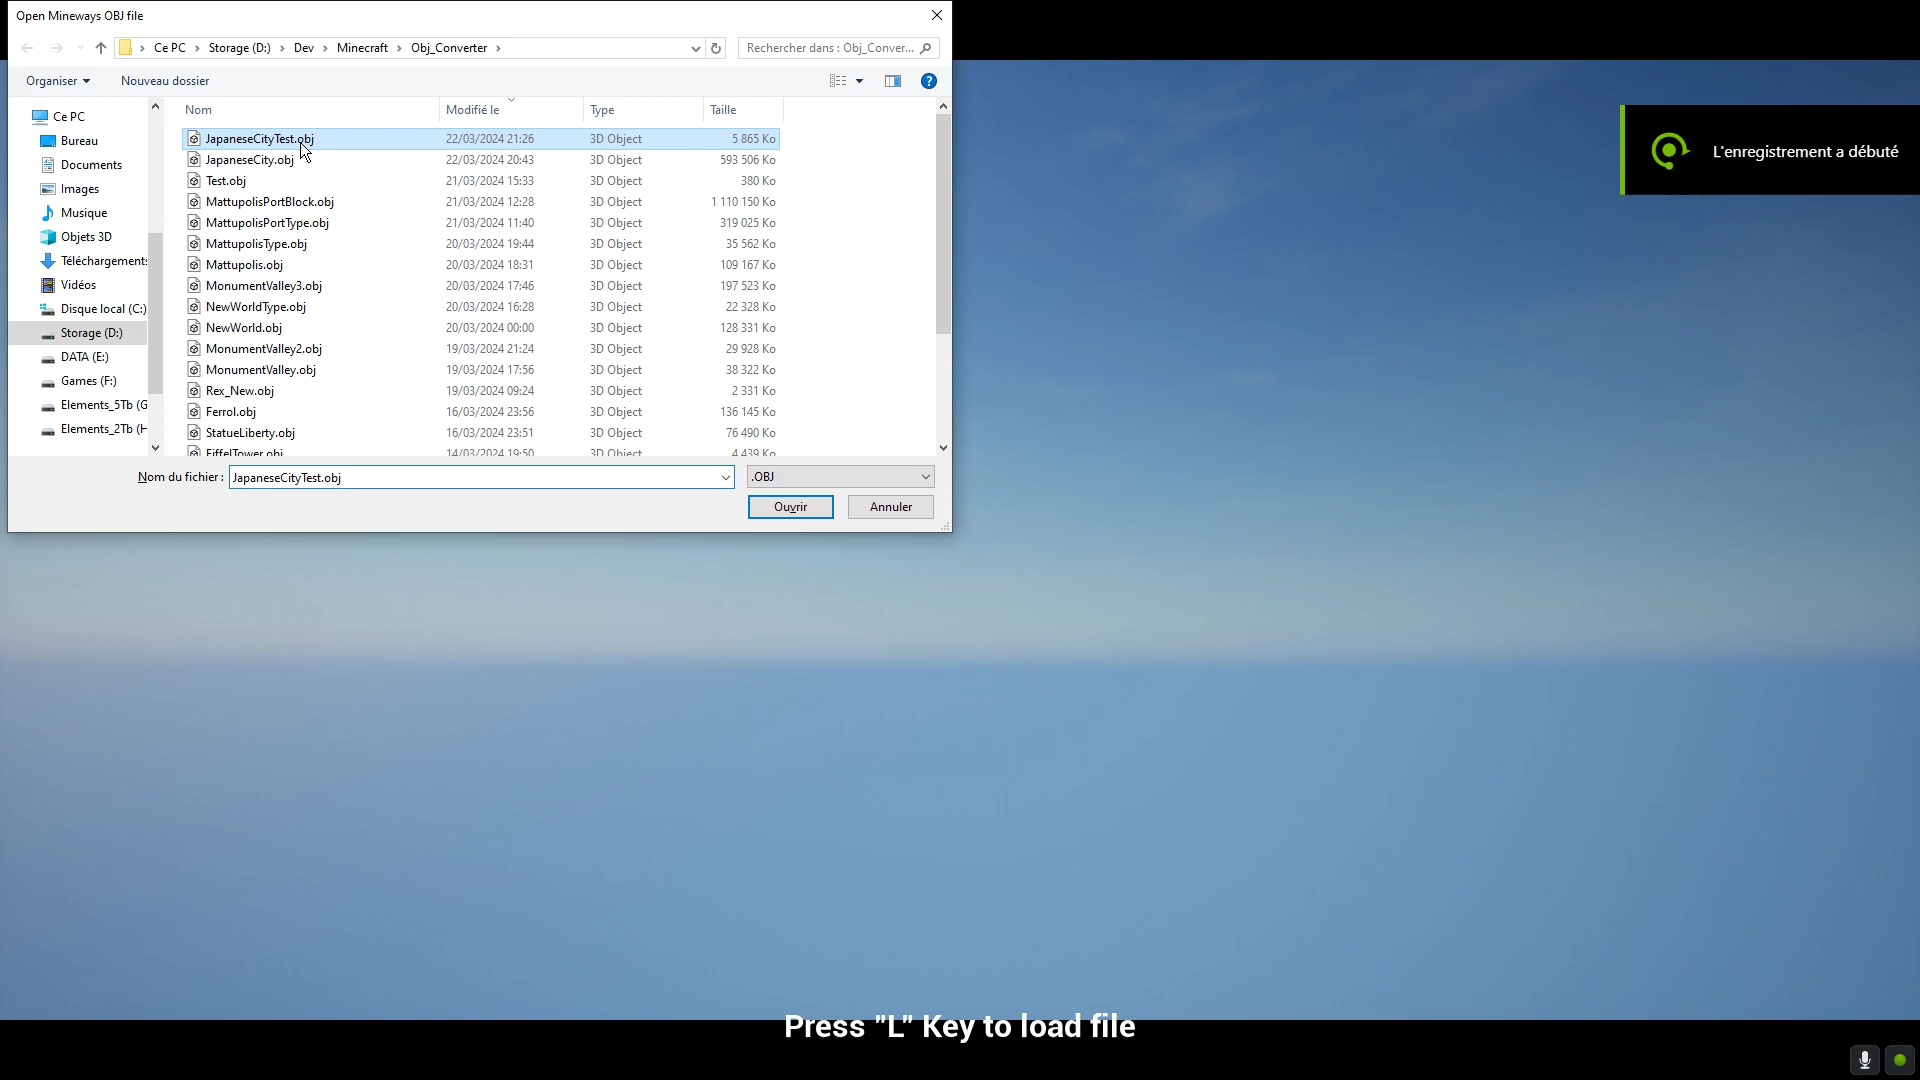 Open Mineways OBJ file
Ce PC > Storage (D:) > Dev > Minecraft > Obj_Converter >
Rechercher dans : Obj_Conver...
Organiser
Nouveau dossier
?
Ce PC
Bureau
Documents
Images
Musique
Objets 3D
Téléchargements
Vidéos
Disque local (C:)
Storage (D:)
DATA (E:)
Games (F:)
Elements_5Tb (G
Elements_2Tb (H
Nom Modifié le Type Taille
JapaneseCityTest.obj 22/03/2024 21:26 3D Object 5 865 Ko
JapaneseCity.obj 22/03/2024 20:43 3D Object 593 506 Ko
Test.obj 21/03/2024 15:33 3D Object 380 Ko
MattupolisPortBlock.obj 21/03/2024 12:28 3D Object 1 110 150 Ko
MattupolisPortType.obj 21/03/2024 11:40 3D Object 319 025 Ko
MattupolisType.obj 20/03/2024 19:44 3D Object 35 562 Ko
Mattupolis.obj 20/03/2024 18:31 3D Object 109 167 Ko
MonumentValley3.obj 20/03/2024 17:46 3D Object 197 523 Ko
NewWorldType.obj 20/03/2024 16:28 3D Object 22 328 Ko
NewWorld.obj 20/03/2024 00:00 3D Object 128 331 Ko
MonumentValley2.obj 19/03/2024 21:24 3D Object 29 928 Ko
MonumentValley.obj 19/03/2024 17:56 3D Object 38 322 Ko
Rex_New.obj 19/03/2024 09:24 3D Object 2 331 Ko
Ferrol.obj 16/03/2024 23:56 3D Object 136 145 Ko
StatueLiberty.obj 16/03/2024 23:51 3D Object 76 490 Ko
EiffelTower.obj 14/03/2024 19:50 3D Object 4 439 Ko
Nom du fichier : JapaneseCityTest.obj .OBJ
Ouvrir Annuler
L'enregistrement a débuté
Press "L" Key to load file